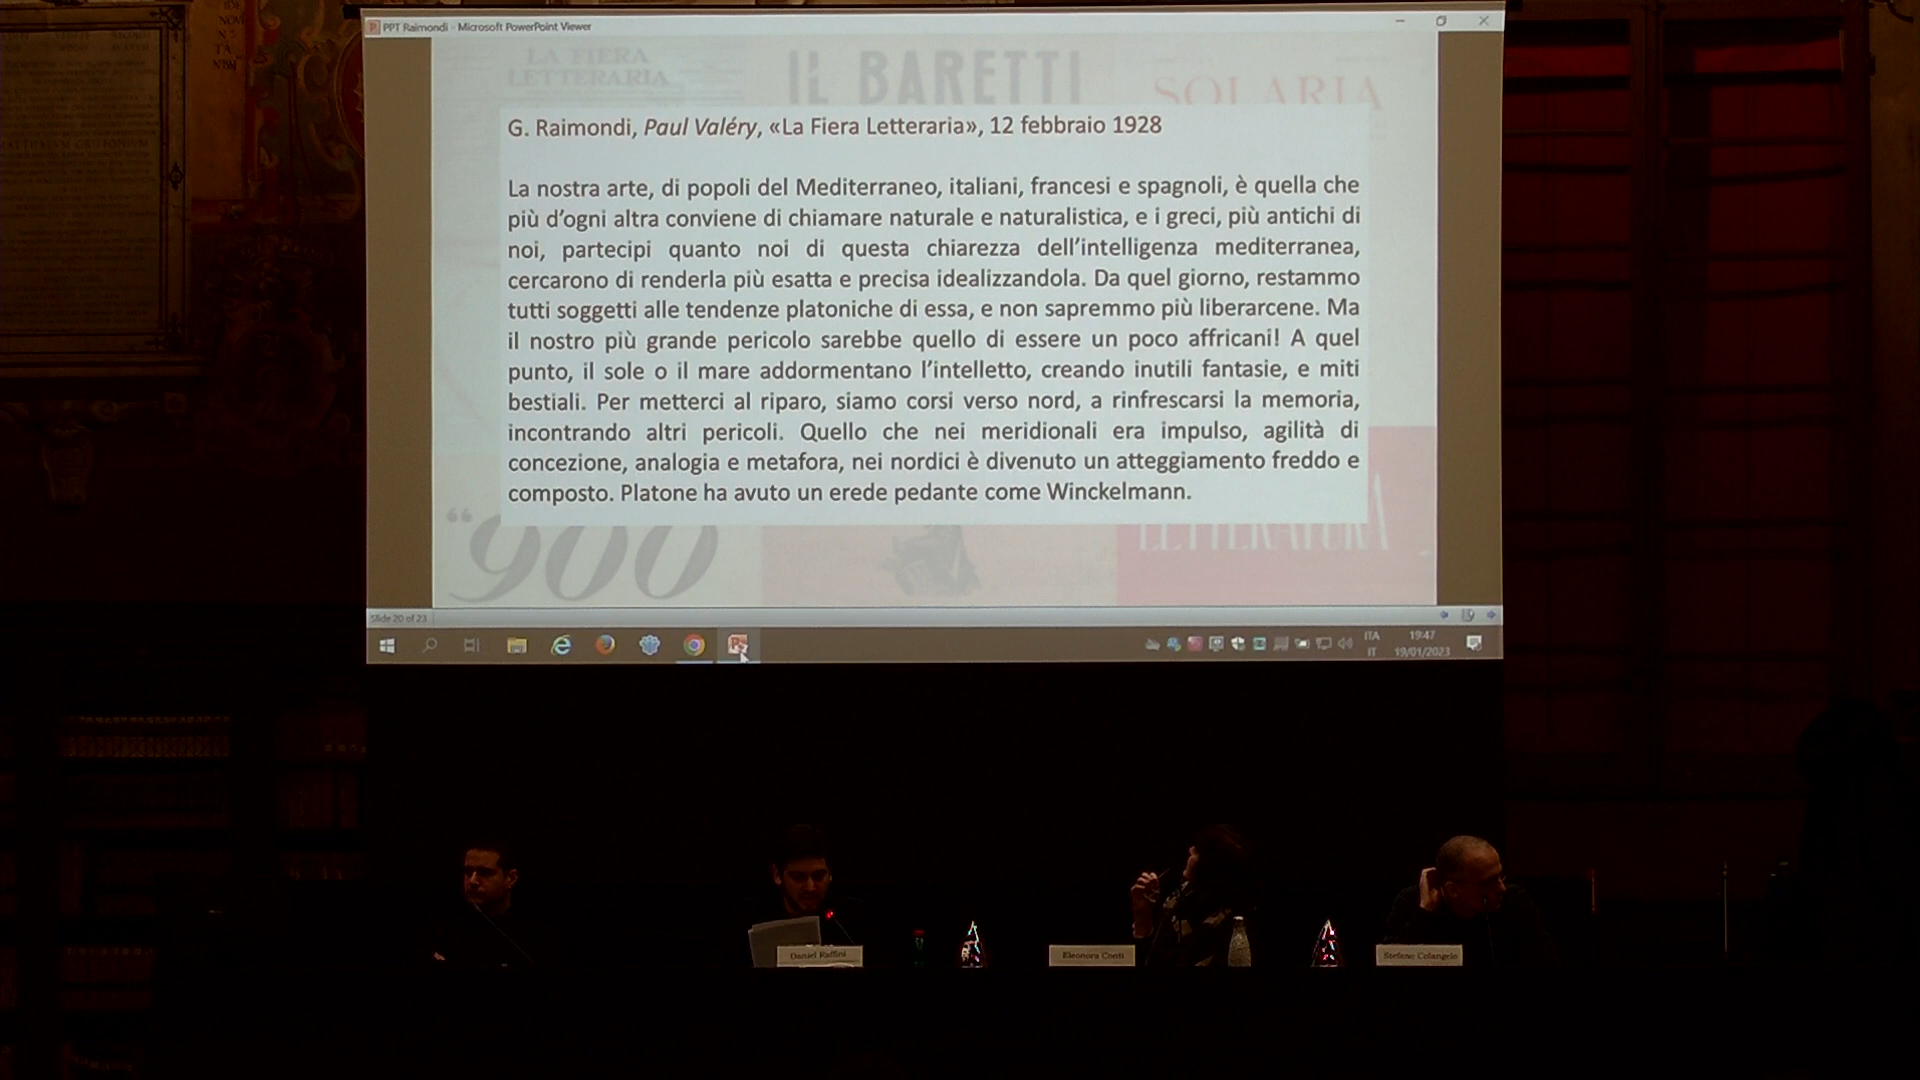 PPT Raimondi - Microsoft PowerPoint Viewer
LA FIERA
LETTERARIA
IL BARETTI
SOLARIA
G. Raimondi, Paul Valéry, «La Fiera Letteraria», 12 febbraio 1928
La nostra arte, di popoli del Mediterraneo, italiani, francesi e spagnoli, è quella che
più d’ogni altra conviene di chiamare naturale e naturalistica, e i greci, più antichi di
noi, partecipi quanto noi di questa chiarezza dell’intelligenza mediterranea,
cercarono di renderla più esatta e precisa idealizzandola. Da quel giorno, restammo
tutti soggetti alle tendenze platoniche di essa, e non sapremmo più liberarcene. Ma
il nostro più grande pericolo sarebbe quello di essere un poco affricani! A quel
punto, il sole o il mare addormentano l’intelletto, creando inutili fantasie, e miti
bestiali. Per metterci al riparo, siamo corsi verso nord, a rinfrescarsi la memoria,
incontrando altri pericoli. Quello che nei meridionali era impulso, agilità di
concezione, analogia e metafora, nei nordici è divenuto un atteggiamento freddo e
composto. Platone ha avuto un erede pedante come Winckelmann.
“900
LETTERATURA
Slide 20 of 23
ITA
IT
19:47
19/01/2023
Daniel Raffini
Eleonora Conti
Stefano Colangelo